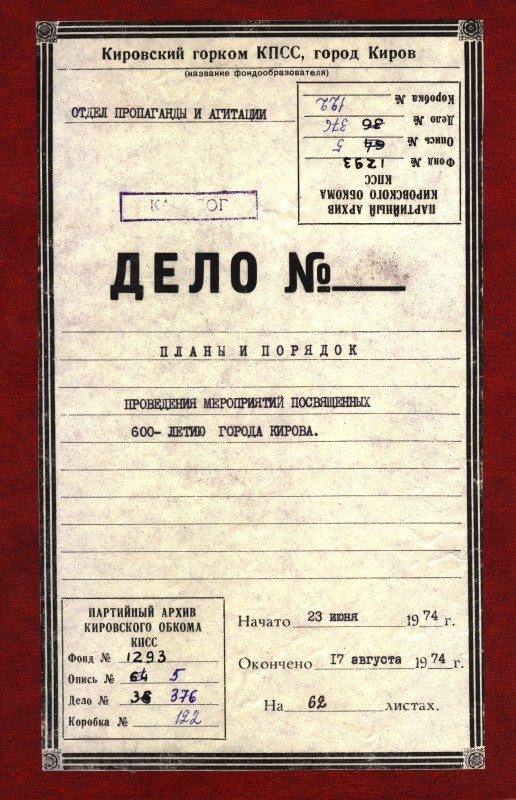 Кировский горком КПСС, город Киров
(название фондообразователя)
ОТДЕЛ ПРОПАГАНДЫ И АГИТАЦИИ
ПАРТИЙНЫЙ АРХИВ
КИРОВСКОГО ОБКОМА
КПСС
Фонд № 1293
Опись № 64 5
Дело № 36 376
Коробка № 122
КАТАЛОГ
ДЕЛО №
ПЛАНЫ И ПОРЯДОК
ПРОВЕДЕНИЯ МЕРОПРИЯТИЙ ПОСВЯЩЕННЫХ
600- ЛЕТИЮ ГОРОДА КИРОВА.
ПАРТИЙНЫЙ АРХИВ
КИРОВСКОГО ОБКОМА
КПСС
Фонд № 1293
Опись № 64 5
Дело № 36 376
Коробка № 122
Начато 23 июня 1974 г.
Окончено 17 августа 1974 г.
На 62 листах.